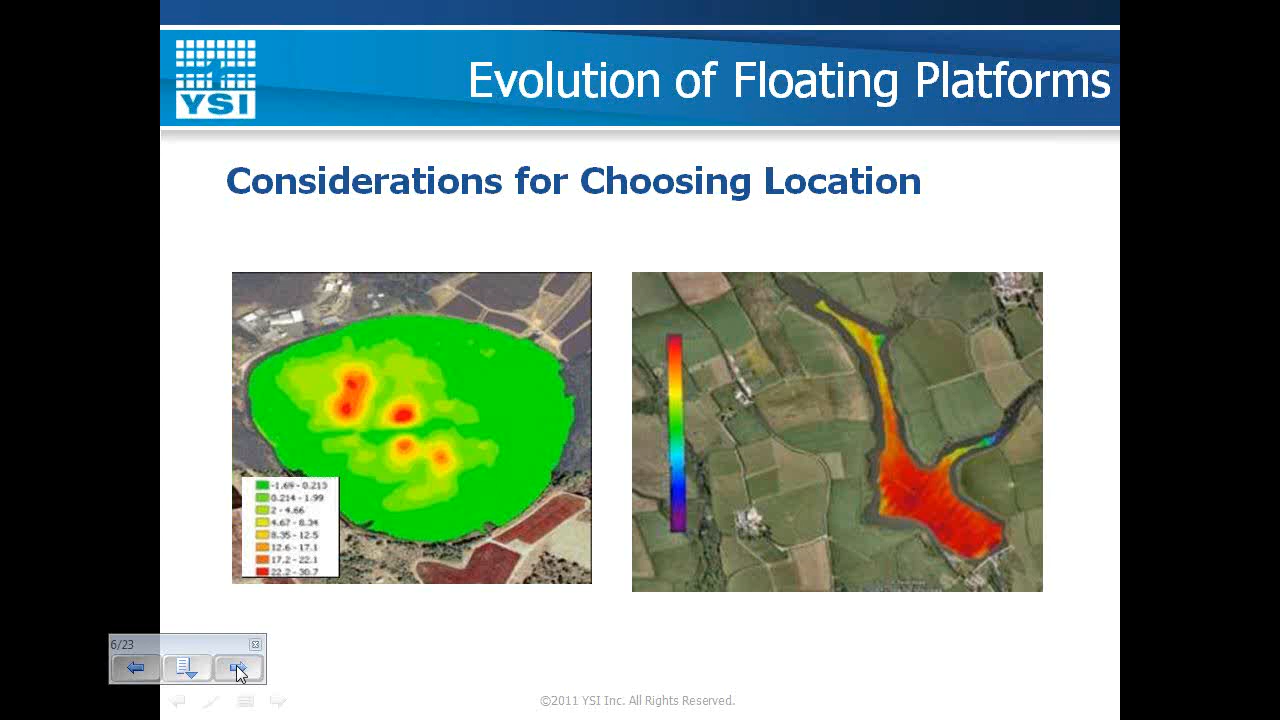 YSI
Evolution of Floating Platforms
Considerations for Choosing Location
-1.69 - 0.213
0.214 - 1.99
2 - 4.66
4.67 - 8.34
8.35 - 12.5
12.6 - 17.1
17.2 - 22.1
22.2 - 30.7
6/23
©2011 YSI Inc. All Rights Reserved.